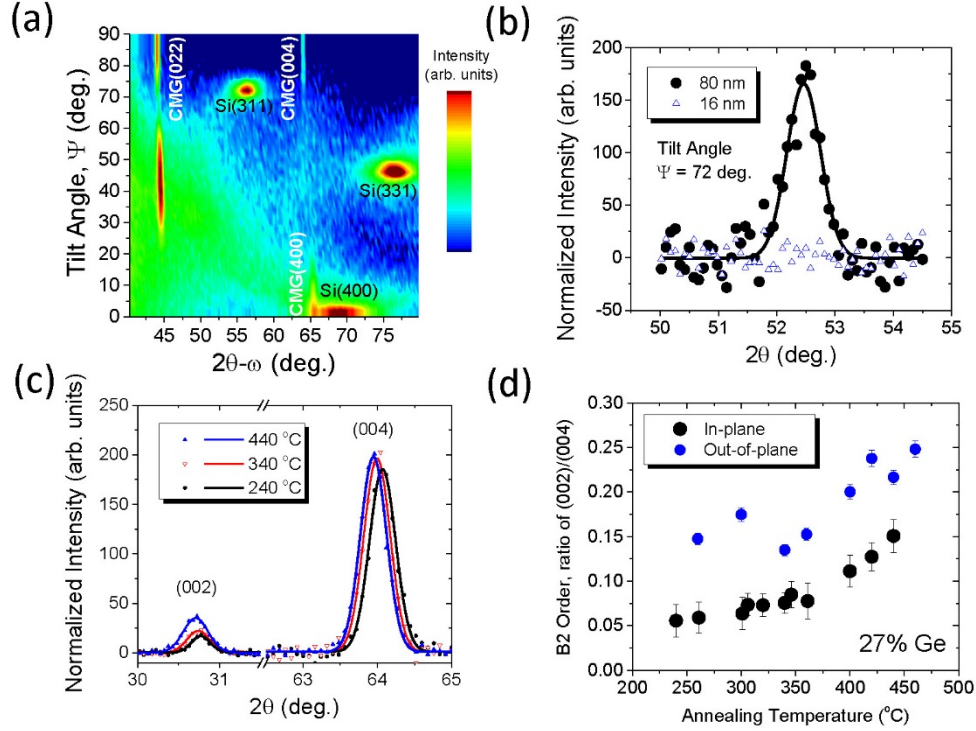 (a)
90
80
70
60
50
40
30
20
10
0
Tilt Angle, Ψ (deg.)
CMG(022)
CMG(004)
Si(311)
Si(331)
CMG(400)
Si(400)
45 50 55 60 65 70 75
2θ-ω (deg.)
Intensity
(arb. units)
(b)
200
150
100
50
0
-50
Normalized Intensity (arb. units)
80 nm
16 nm
Tilt Angle
Ψ = 72 deg.
50 51 52 53 54 55
2θ (deg.)
(c)
250
200
150
100
50
0
Normalized Intensity (arb. units)
440 °C
340 °C
240 °C
(002)
(004)
30 31 63 64 65
2θ (deg.)
(d)
0.30
0.25
0.20
0.15
0.10
0.05
0.00
B2 Order, ratio of (002)/(004)
In-plane
Out-of-plane
27% Ge
200 250 300 350 400 450 500
Annealing Temperature (°C)